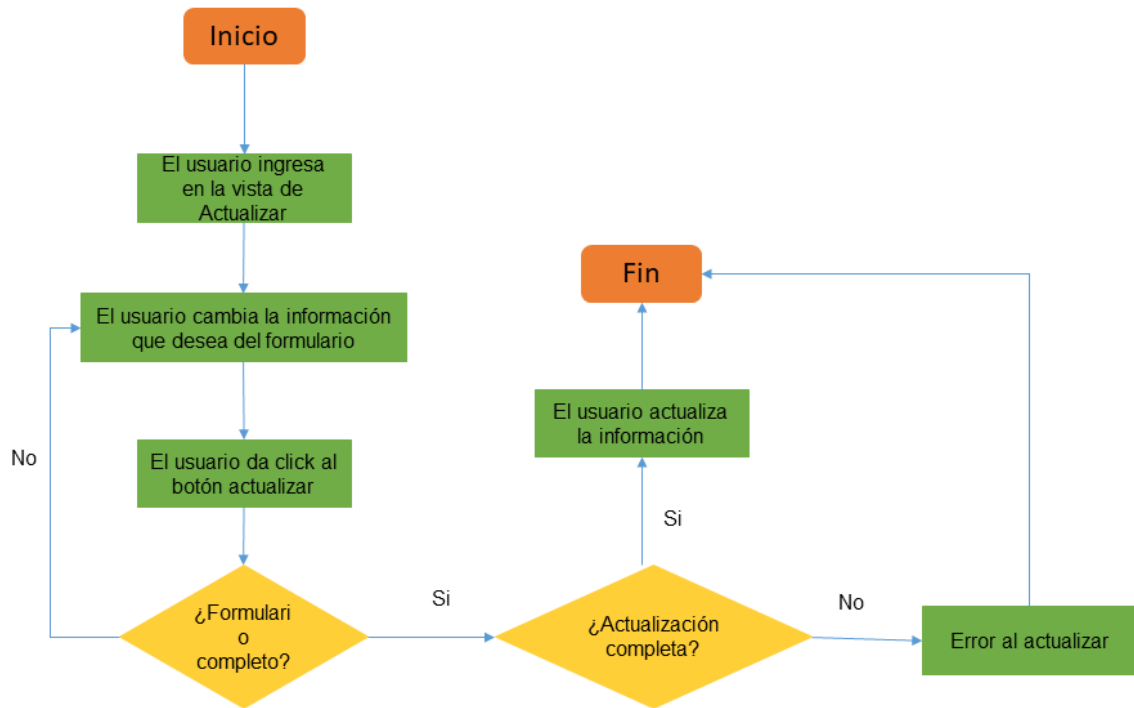 Inicio
El usuario ingresa
en la vista de
Actualizar
El usuario cambia la información
que desea del formulario
No
El usuario da click al
botón actualizar
¿Formulari
o
completo?
Si
¿Actualización
completa?
Si
El usuario actualiza
la información
Fin
No
Error al actualizar